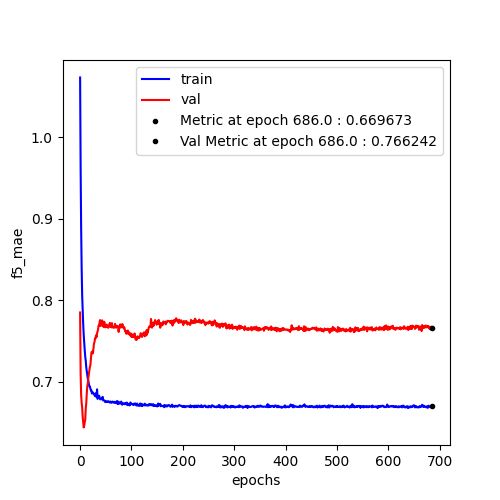 train
val
Metric at epoch 686.0 : 0.669673
Val Metric at epoch 686.0 : 0.766242
1.0
0.9
0.8
0.7
f5_mae
0 100 200 300 400 500 600 700
epochs